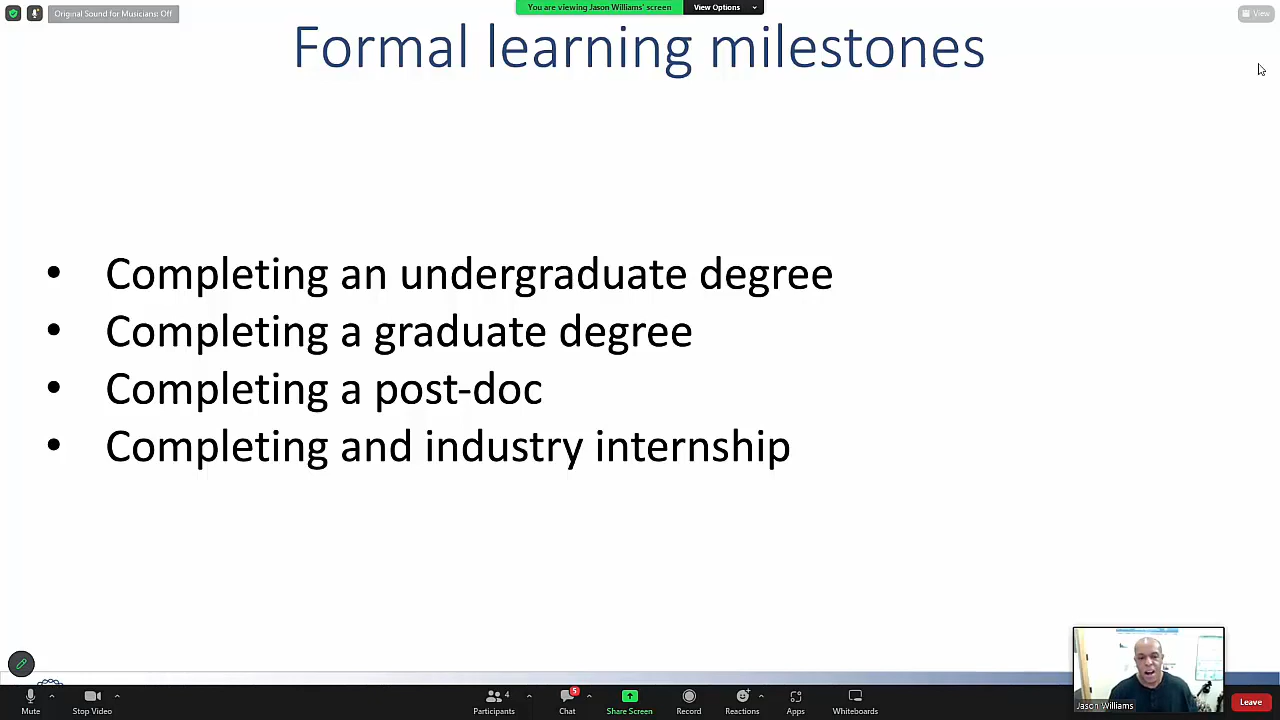 Original Sound for Musicians: Off
You are viewing Jason Williams' screen
View Options
View
Formal learning milestones
• Completing an undergraduate degree
• Completing a graduate degree
• Completing a post-doc
• Completing and industry internship
Jason Williams
Mute
Stop Video
Participants
4
Chat
5
Share Screen
Record
Reactions
Apps
Whiteboards
Leave